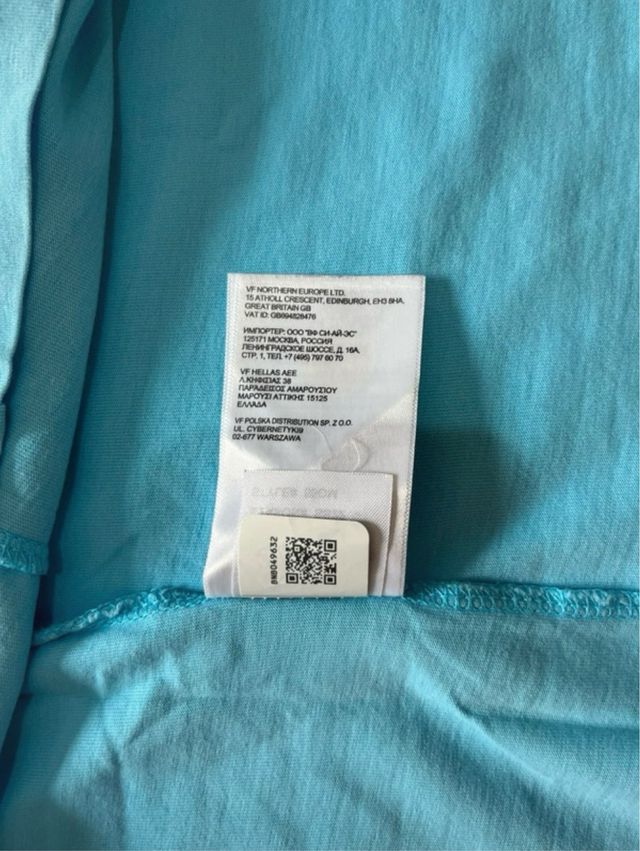 VF NORTHERN EUROPE LTD.
15 ATHOLL CRESCENT, EDINBURGH, EH3 8HA,
GREAT BRITAIN GB
VAT ID: GB694828476
ИМПОРТЕР: ООО "ВФ СИ-АЙ-ЭС"
125171 МОСКВА, РОССИЯ
ЛЕНИНГРАДСКОЕ ШОССЕ, Д. 16А,
СТР. 1, ТЕЛ. +7 (495) 797 60 70
VF HELLAS AEE
Λ.ΚΗΦΙΣΙΑΣ 38
ΠΑΡΑΔΕΙΣΟΣ ΑΜΑΡΟΥΣΙΟΥ
ΜΑΡΟΥΣΙ ΑΤΤΙΚΗΣ 15125
ΕΛΛΑΔΑ
VF POLSKA DISTRIBUTION SP. Z O.O.
UL. CYBERNETYKI9
02-677 WARSZAWA
8NB049632